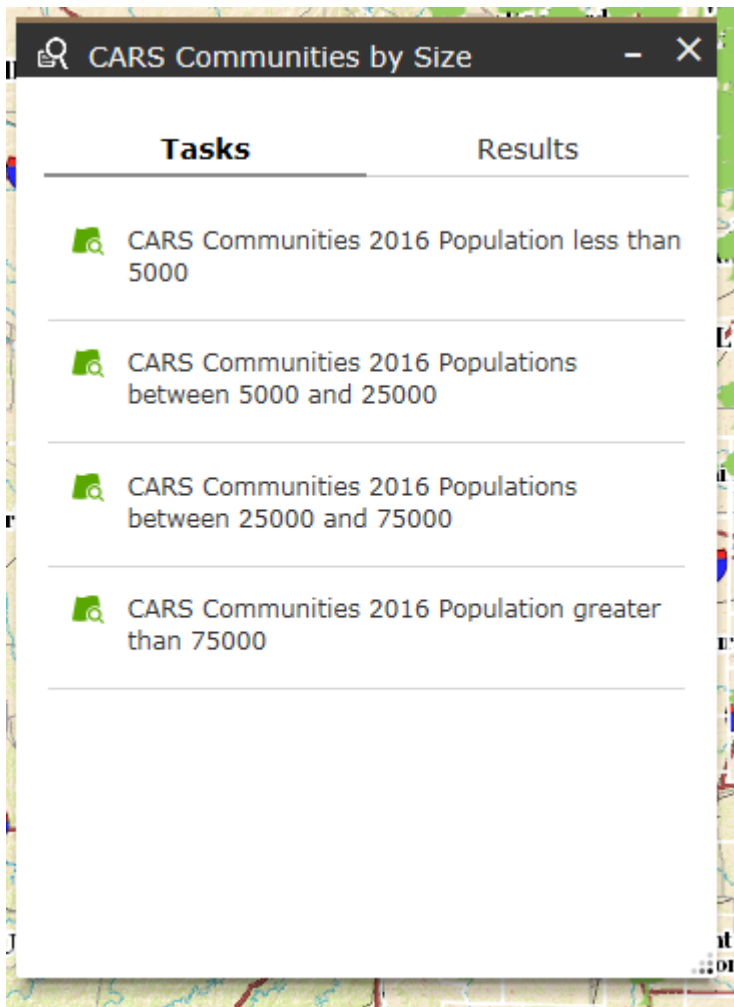 CARS Communities by Size
Tasks
Results
CARS Communities 2016 Population less than
5000
CARS Communities 2016 Populations
between 5000 and 25000
CARS Communities 2016 Populations
between 25000 and 75000
CARS Communities 2016 Population greater
than 75000